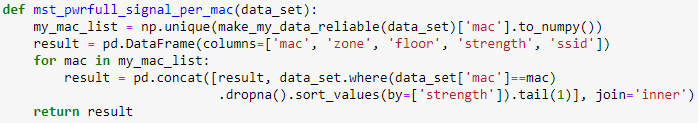 def mst_pwrfull_signal_per_mac(data_set):
    my_mac_list = np.unique(make_my_data_reliable(data_set)['mac'].to_numpy())
    result = pd.DataFrame(columns=['mac', 'zone', 'floor', 'strength', 'ssid'])
    for mac in my_mac_list:
        result = pd.concat([result, data_set.where(data_set['mac']==mac)
                            .dropna().sort_values(by=['strength']).tail(1)], join='inner')
    return result